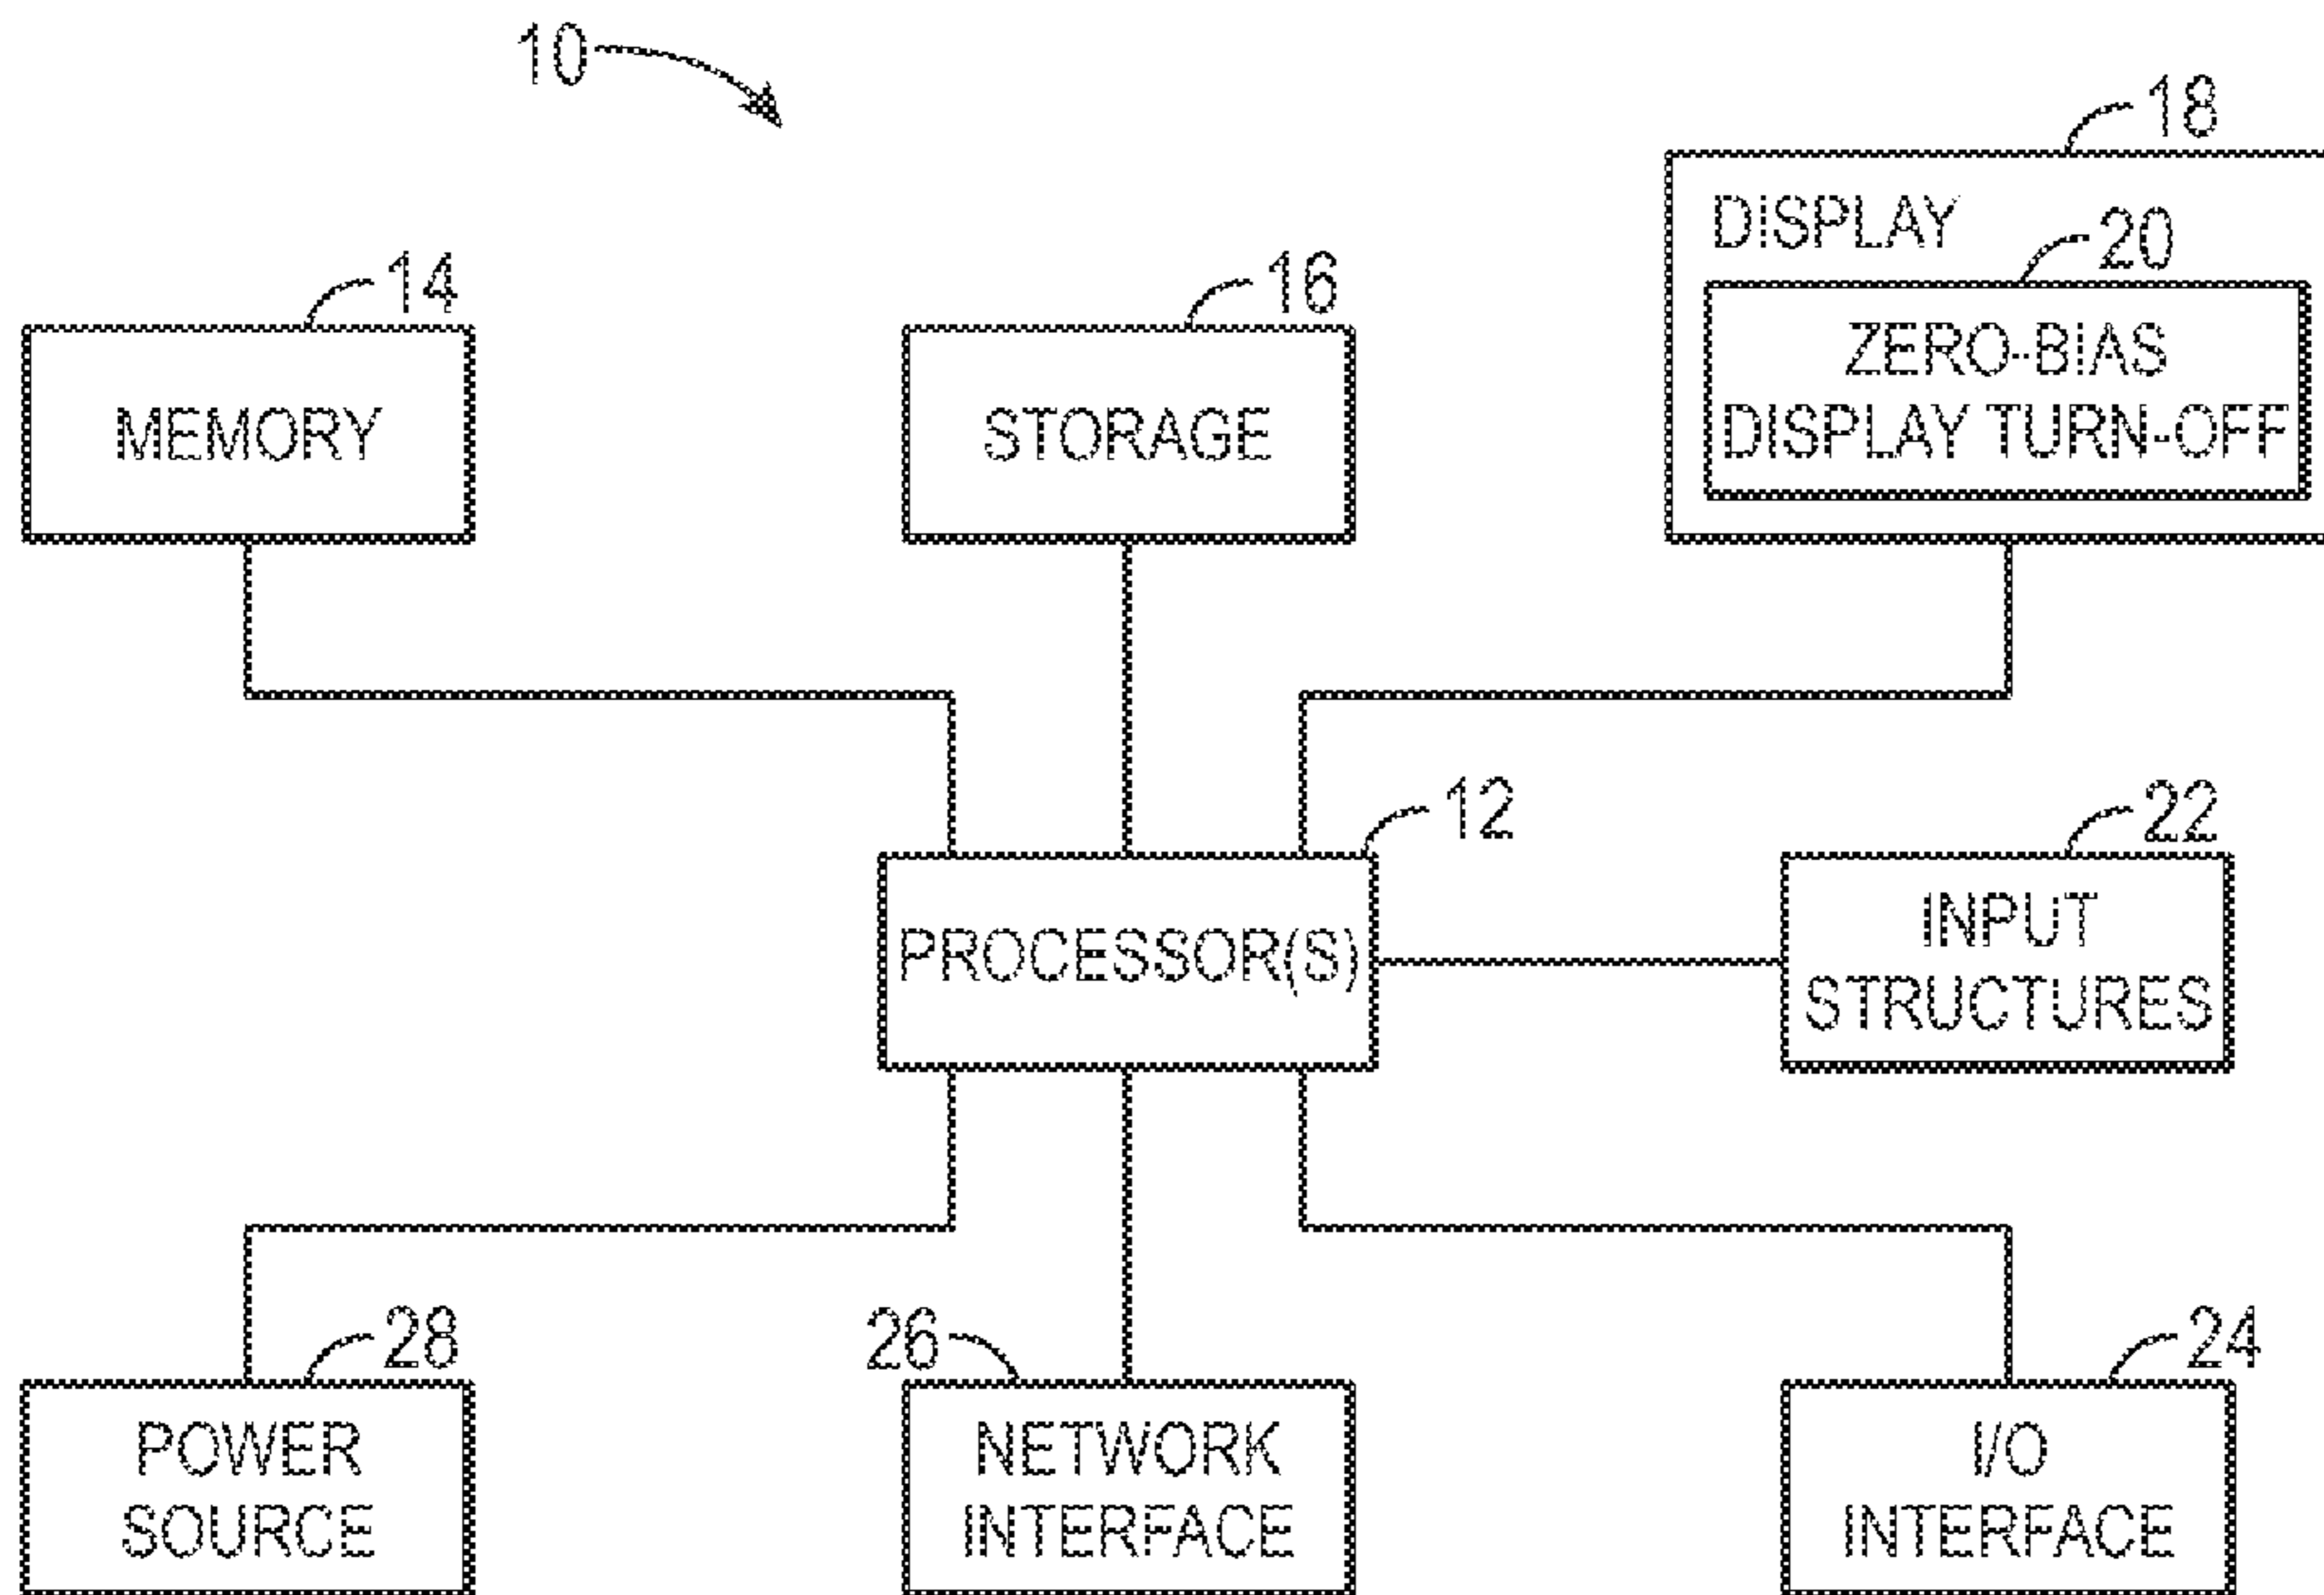 10
18
DISPLAY
20
14
16
ZERO-BIAS
DISPLAY TURN-OFF
MEMORY
STORAGE
12
22
PROCESSOR(S)
INPUT
STRUCTURES
28
26
24
POWER
SOURCE
NETWORK
INTERFACE
I/O
INTERFACE